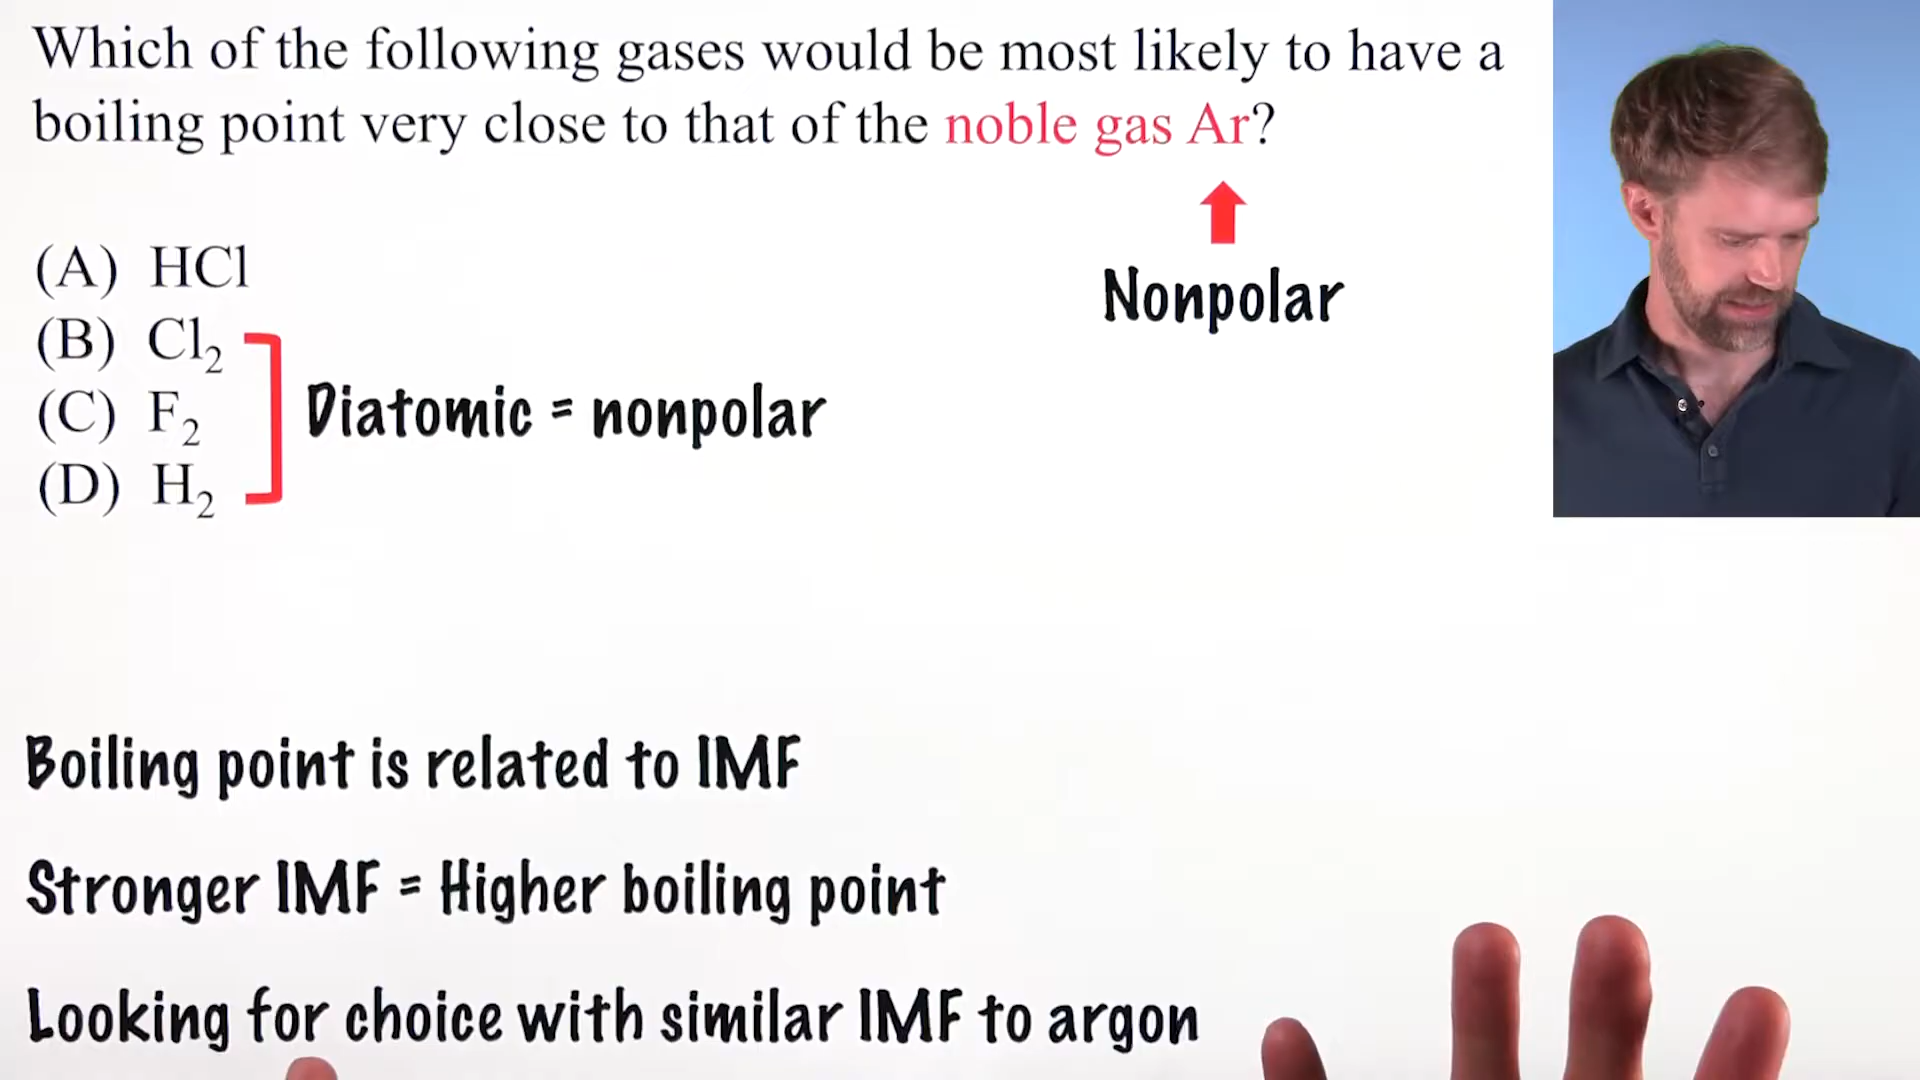 Which of the following gases would be most likely to have a
boiling point very close to that of the noble gas Ar?
Nonpolar
(A) HCl
(B) Cl₂
(C) F₂
(D) H₂
Diatomic = nonpolar
Boiling point is related to IMF
Stronger IMF = Higher boiling point
Looking for choice with similar IMF to argon